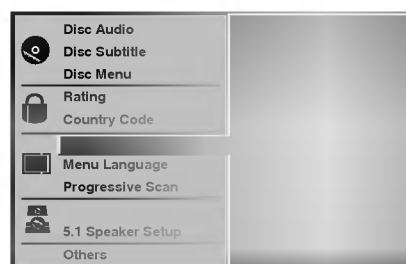 Disc Audio
Disc Subtitle
Disc Menu
Rating
Country Code
Menu Language
Progressive Scan
5.1 Speaker Setup
Others